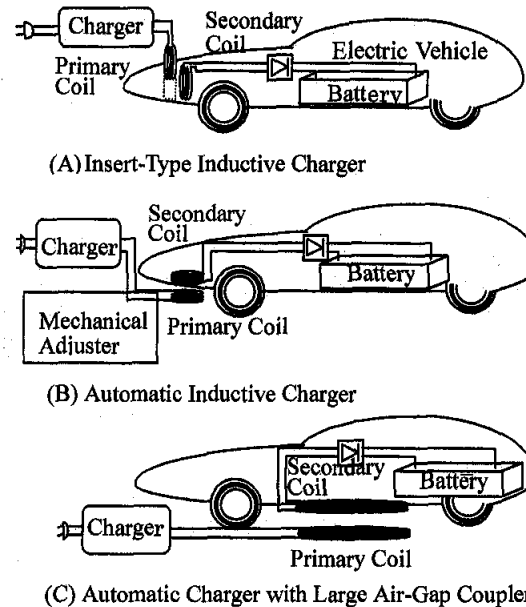 Charger
Secondary
Coil
Electric Vehicle
Primary
Coil
Battery
(A) Insert-Type Inductive Charger
Secondary
Coil
Charger
Battery
Mechanical
Adjuster
Primary Coil
(B) Automatic Inductive Charger
Secondary
Coil
Battery
Charger
Primary Coil
(C) Automatic Charger with Large Air-Gap Coupler